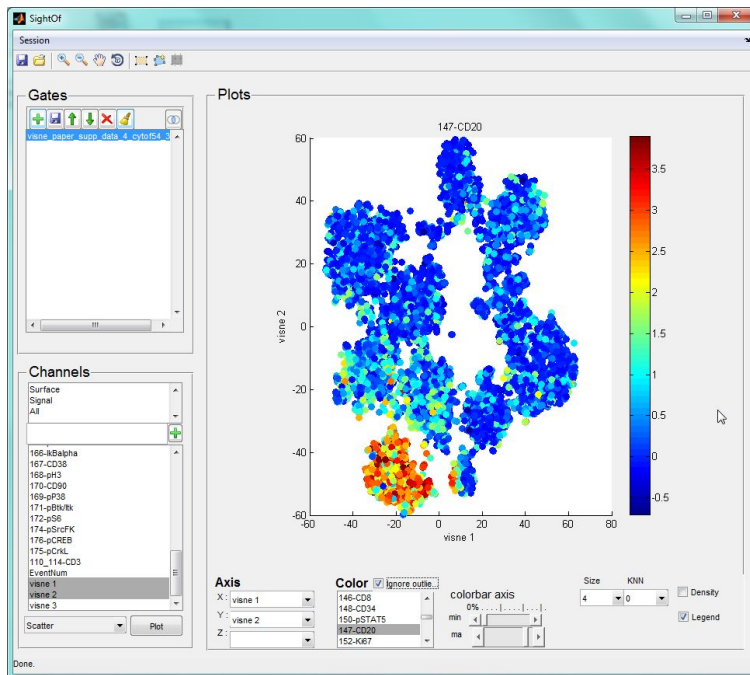 SightOf
Session
Gates
visne_paper_supp_data_4_cytof54_3
Channels
Surface
Signal
All
166-IkBalpha
167-CD38
168-pH3
170-CD90
169-pP38
171-pBtk/Itk
172-pS6
174-pSrcFK
176-pCREB
175-pCrkL
110_114-CD3
EventNum
visne 1
visne 2
visne 3
Scatter
Plot
Done.
Plots
147-CD20
60
40
20
0
-20
-40
-60
visne 2
-60
-40
-20
0
20
40
60
80
visne 1
3.5
3
2.5
2
1.5
1
0.5
0
-0.5
Axis
X :
visne 1
Y :
visne 2
Z :
Color
Ignore outlie...
146-CD8
148-CD34
150-pSTAT5
147-CD20
152-Ki67
colorbar axis
0%
min
ma
Size
4
KNN
0
Density
Legend